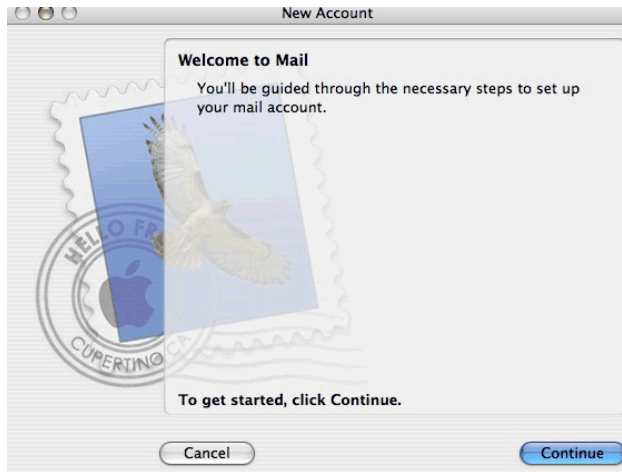 New Account
Welcome to Mail
You'll be guided through the necessary steps to set up
your mail account.
HELLO FR
CUPERTINO CA
To get started, click Continue.
Cancel
Continue